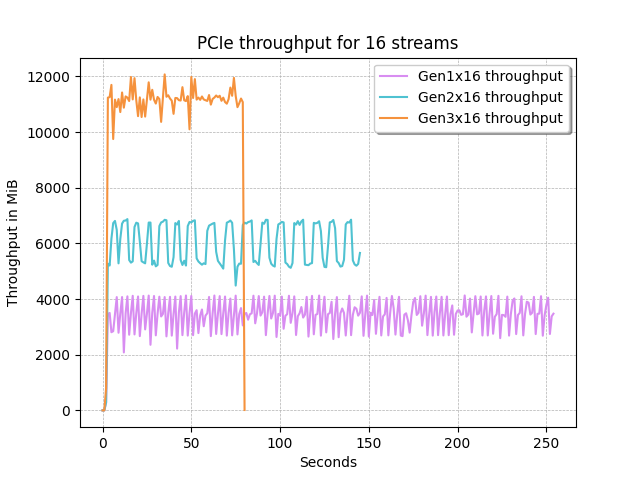 PCIe throughput for 16 streams
Gen1x16 throughput
Gen2x16 throughput
Gen3x16 throughput
Throughput in MiB
12000
10000
8000
6000
4000
2000
0
0 50 100 150 200 250
Seconds